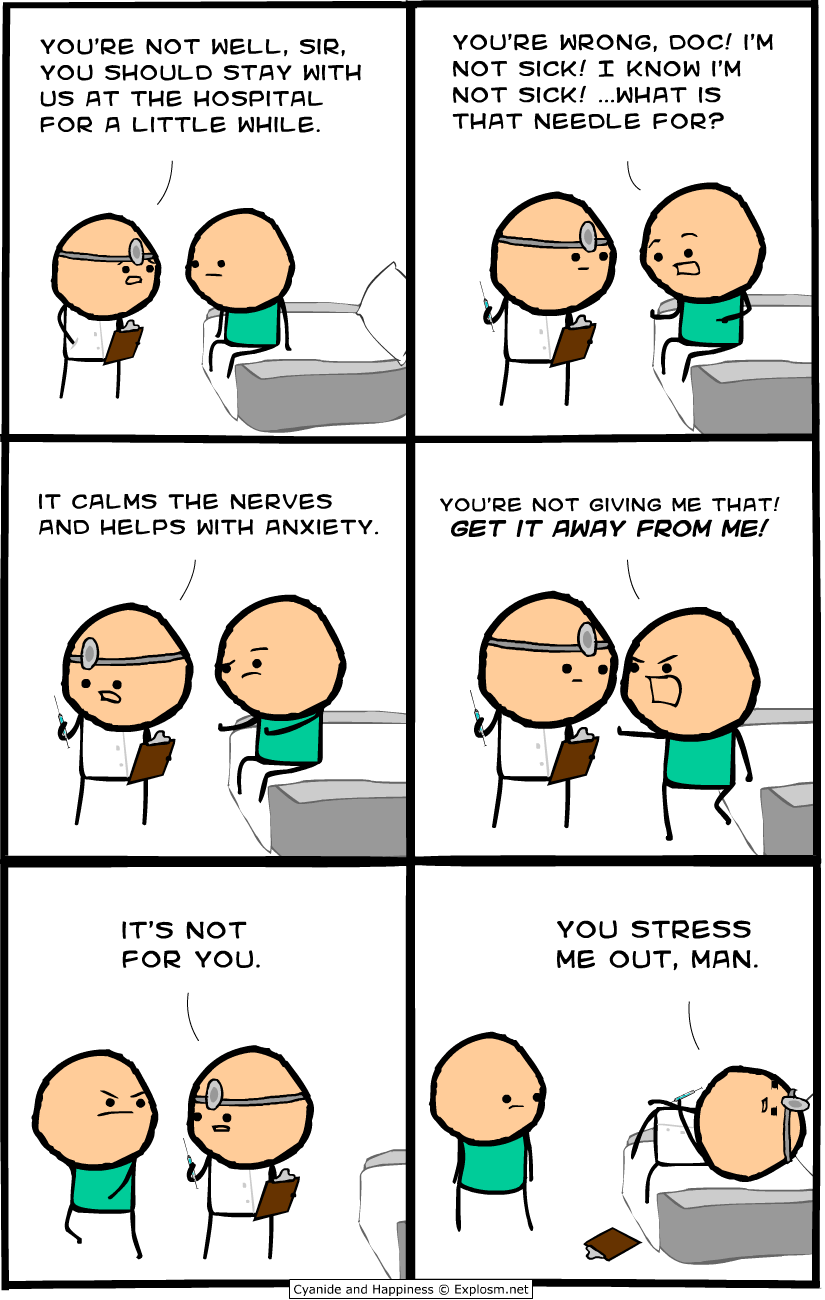 YOU'RE NOT WELL, SIR,
YOU SHOULD STAY WITH
US AT THE HOSPITAL
FOR A LITTLE WHILE.
YOU'RE WRONG, DOC! I'M
NOT SICK! I KNOW I'M
NOT SICK! ...WHAT IS
THAT NEEDLE FOR?
IT CALMS THE NERVES
AND HELPS WITH ANXIETY.
YOU'RE NOT GIVING ME THAT!
GET IT AWAY FROM ME!
IT'S NOT
FOR YOU.
YOU STRESS
ME OUT, MAN.
Cyanide and Happiness © Explosm.net